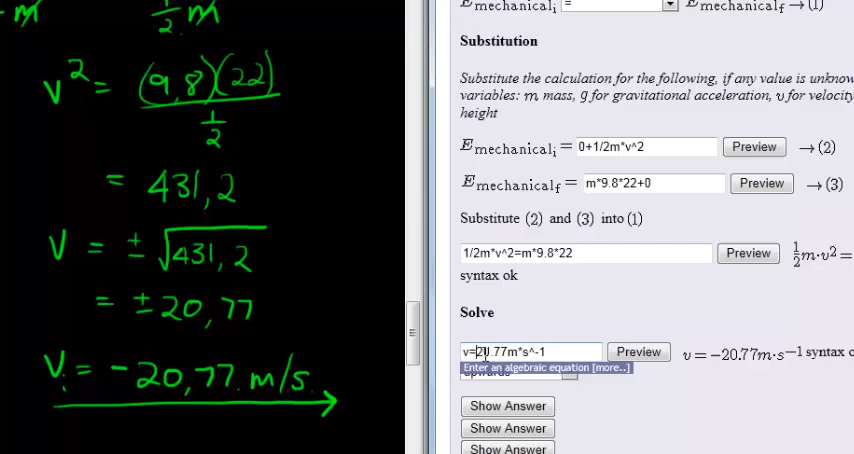 m
1/2 m
v² = (9,8)(22)
1/2
= 431,2
v = ± √431,2
= ±20,77
Vi = -20,77 m/s
E mechanical i = E mechanical f → (1)
Substitution
Substitute the calculation for the following, if any value is unknow
variables: m, mass, g for gravitational acceleration, v for velocity
height
E mechanical i = 0+1/2m*v^2 Preview → (2)
E mechanical f = m*9.8*22+0 Preview → (3)
Substitute (2) and (3) into (1)
1/2m*v^2=m*9.8*22 Preview 1/2 m·v² =
syntax ok
Solve
v=20.77m*s^-1 Preview v = −20.77m·s⁻¹ syntax o
Enter an algebraic equation [more..]
upwards
Show Answer
Show Answer
Show Answer